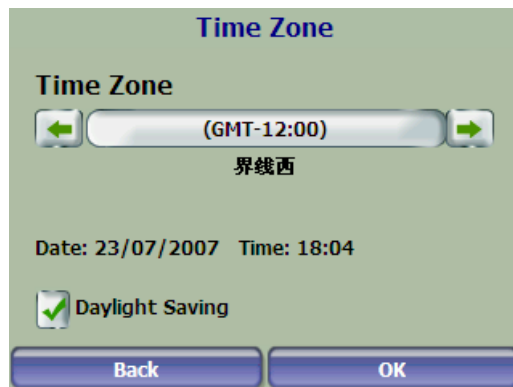 Time Zone
Time Zone
(GMT-12:00)
界线西
Date: 23/07/2007 Time: 18:04
Daylight Saving
Back OK